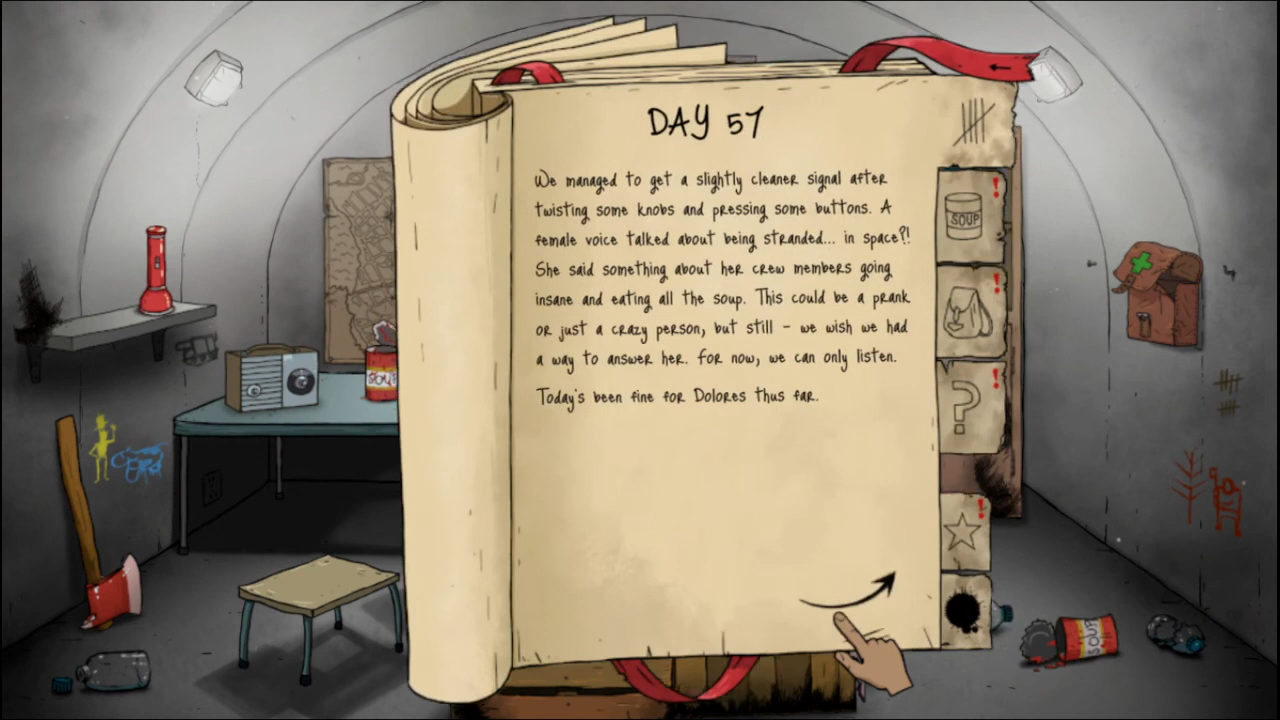 DAY 57
We managed to get a slightly cleaner signal after
twisting some knobs and pressing some buttons. A
female voice talked about being stranded... in space?!
She said something about her crew members going
insane and eating all the soup. This could be a prank
or just a crazy person, but still - we wish we had
a way to answer her. For now, we can only listen.
Today's been fine for Dolores thus far.
SOUP
!
!
?
!
!
SOUP
SOUP